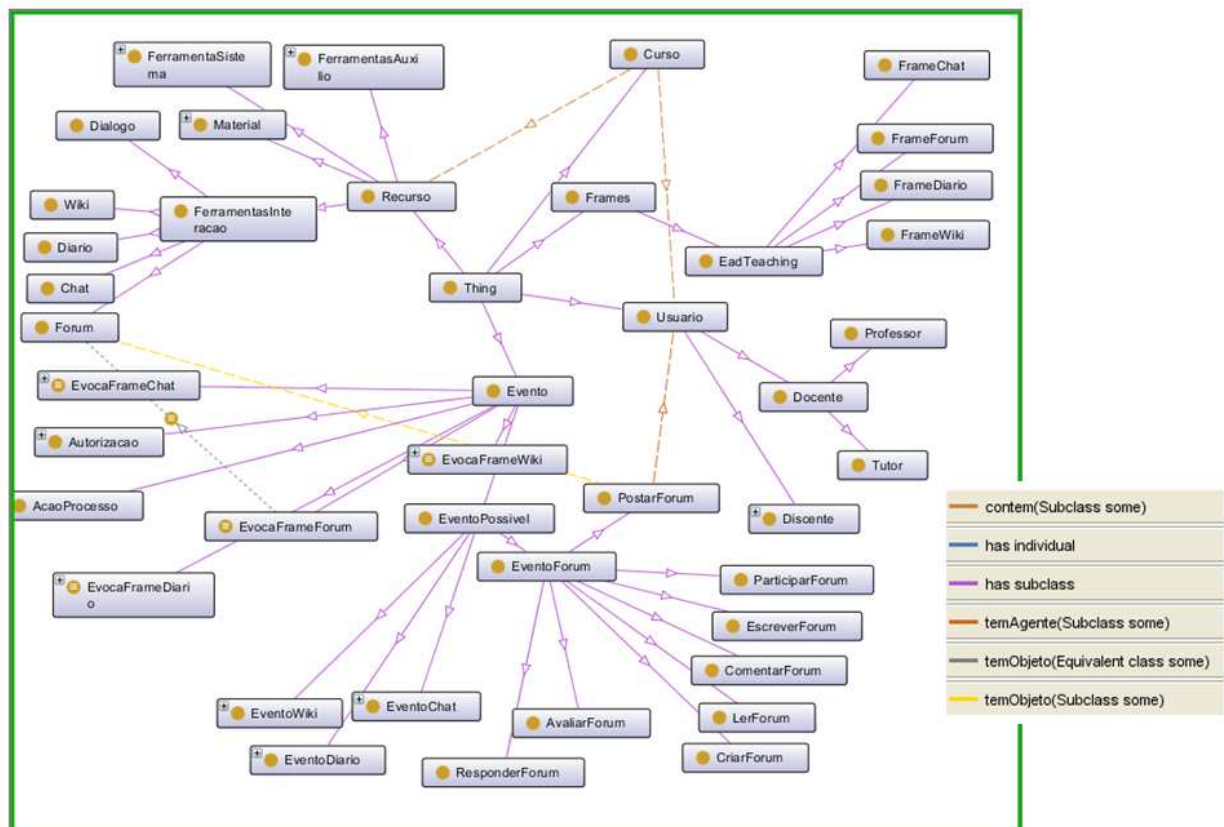 Curso
FerramentaSiste
ma
FerramentasAuxi
lio
FrameChat
Dialogo
Material
FrameForum
FrameDiario
Wiki
FerramentasInte
racao
Recurso
Frames
FrameWiki
Diario
EadTeaching
Chat
Thing
Forum
Usuario
Professor
EvocaFrameChat
Evento
Docente
Autorizacao
EvocaFrameWiki
Tutor
AcaoProcesso
PostarForum
EvocaFrameForum
EventoPossivel
Discente
EvocaFrameDiari
o
EventoForum
ParticiparForum
EscreverForum
ComentarForum
EventoWiki
EventoChat
AvaliarForum
LerForum
EventoDiario
ResponderForum
CriarForum
contem(Subclass some)
has individual
has subclass
temAgente(Subclass some)
temObjeto(Equivalent class some)
temObjeto(Subclass some)